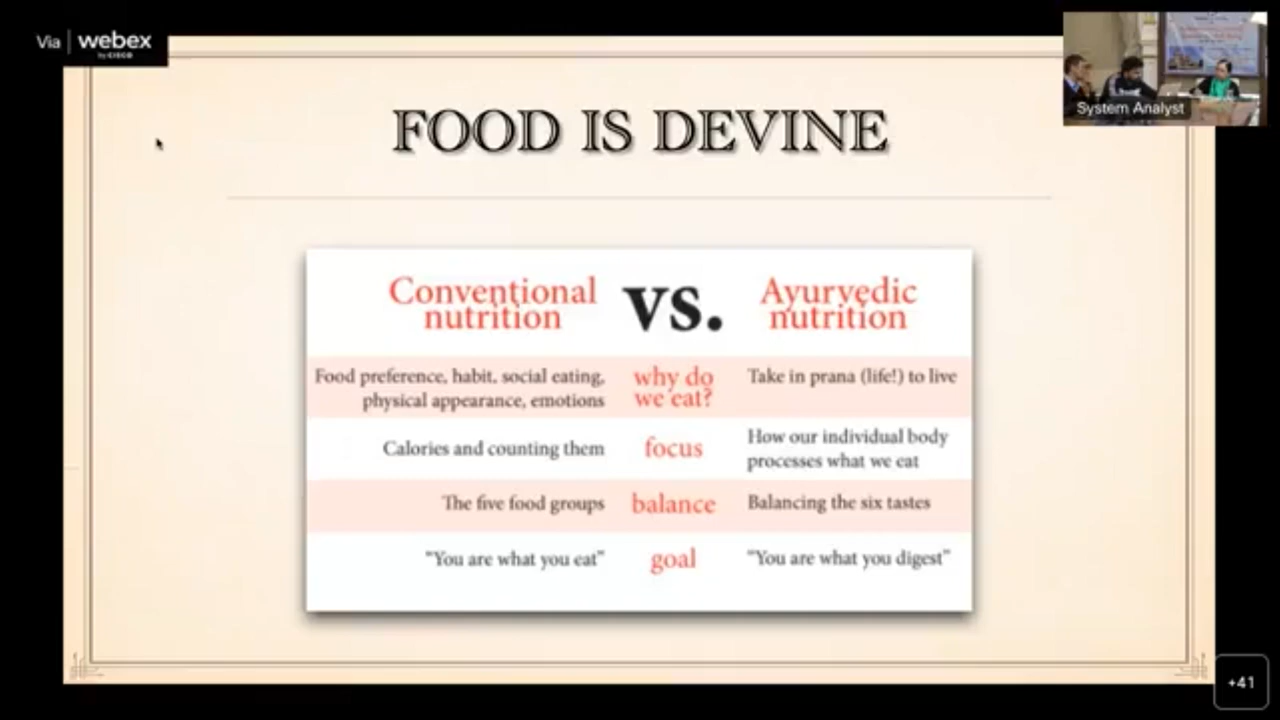 Via | webex
by CISCO
System Analyst
FOOD IS DEVINE
Conventional
nutrition
vs.
Ayurvedic
nutrition
Food preference, habit, social eating,
physical appearance, emotions
why do
we eat?
Take in prana (life!) to live
Calories and counting them
focus
How our individual body
processes what we eat
The five food groups
balance
Balancing the six tastes
"You are what you eat"
goal
"You are what you digest"
+41